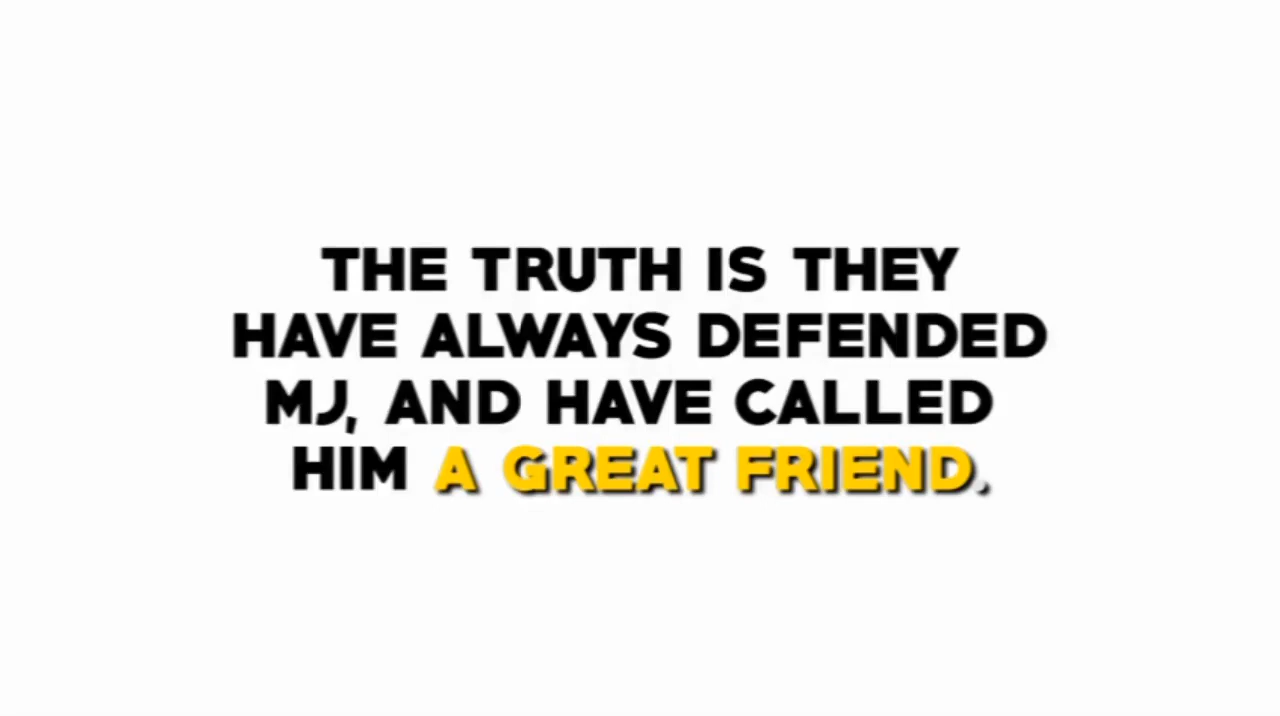 THE TRUTH IS THEY
HAVE ALWAYS DEFENDED
MJ, AND HAVE CALLED
HIM A GREAT FRIEND.